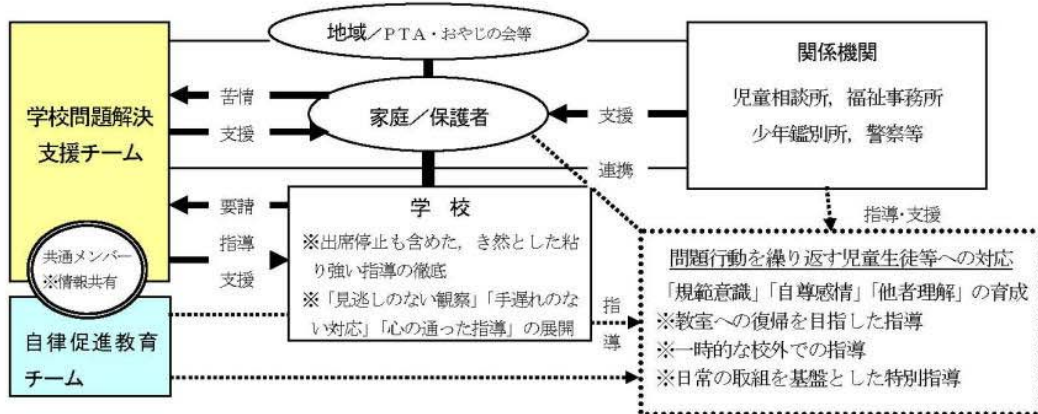 地域／PTA・おやじの会等
学校問題解決
支援チーム
苦情
支援
家庭／保護者
支援
関係機関
児童相談所，福祉事務所
少年鑑別所，警察等
連携
要請
指導
支援
学 校
※出席停止も含めた，き然とした粘
り強い指導の徹底
※「見逃しのない観察」「手遅れのな
い対応」「心の通った指導」の展開
共通メンバー
※情報共有
自律促進教育
チーム
指
導
指導・支援
問題行動を繰り返す児童生徒等への対応
「規範意識」「自尊感情」「他者理解」の育成
※教室への復帰を目指した指導
※一時的な校外での指導
※日常の取組を基盤とした特別指導